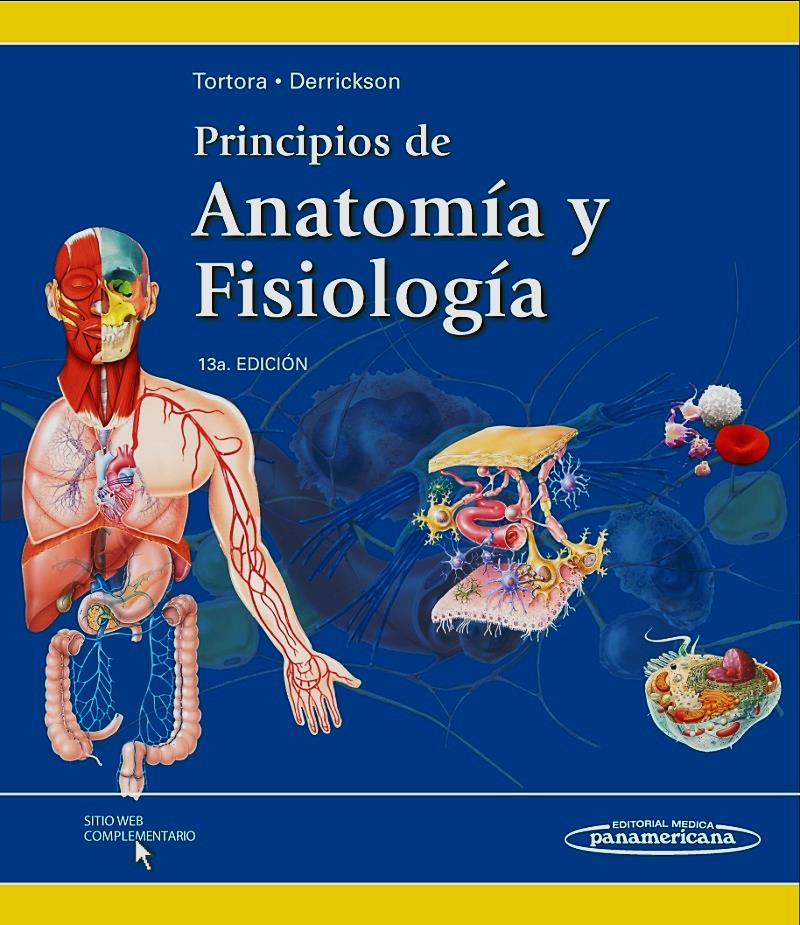 Tortora • Derrickson
Principios de
Anatomía y
Fisiología
13a. EDICIÓN
SITIO WEB
COMPLEMENTARIO
EDITORIAL MEDICA
panamericana